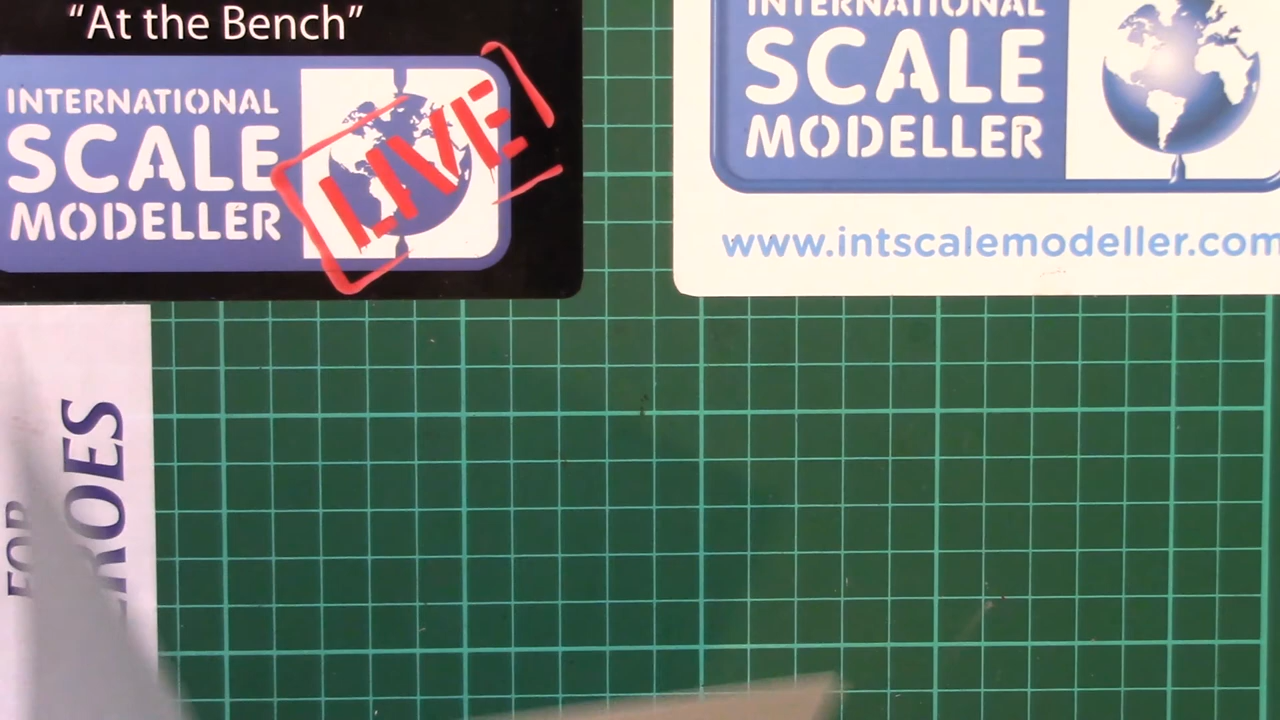 “At the Bench”
INTERNATIONAL
SCALE
MODELLER
LIVE!
INTERNATIONAL
SCALE
MODELLER
www.intscalemodeller.com
FOR
ROES